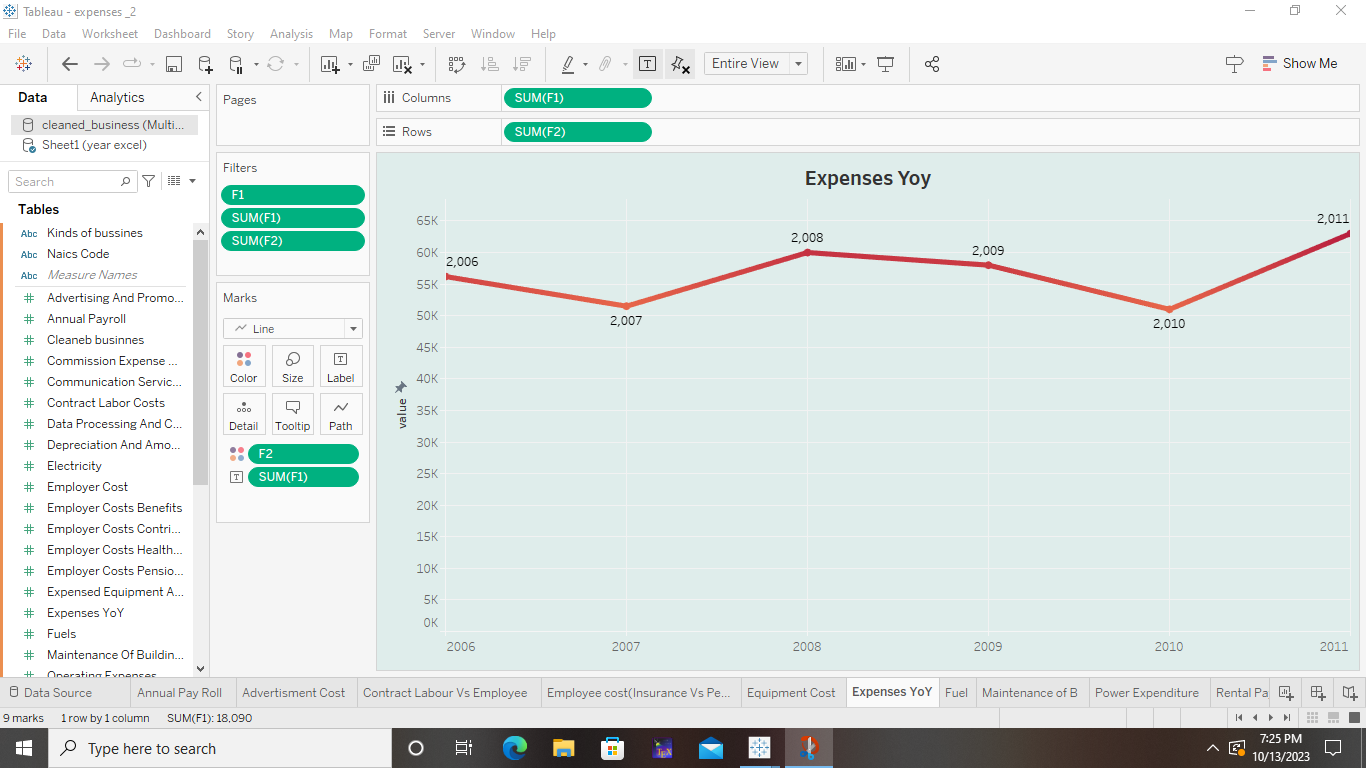 Tableau - expenses _2
File Data Worksheet Dashboard Story Analysis Map Format Server Window Help
Entire View
Show Me
Data Analytics
cleaned_business (Multi...
Sheet1 (year excel)
Search
Tables
Abc Kinds of bussines
Abc Naics Code
Abc Measure Names
Advertising And Promo...
Annual Payroll
Cleaneb businnes
Commission Expense ...
Communication Servic...
Contract Labor Costs
Data Processing And C...
Depreciation And Amo...
Electricity
Employer Cost
Employer Costs Benefits
Employer Costs Contri...
Employer Costs Health...
Employer Costs Pensio...
Expensed Equipment A...
Expenses YoY
Fuels
Maintenance Of Buildin...
Operating Expenses
Pages
Filters
F1
SUM(F1)
SUM(F2)
Marks
Line
Color Size Label
Detail Tooltip Path
F2
SUM(F1)
Columns SUM(F1)
Rows SUM(F2)
Expenses Yoy
value
65K
60K
55K
50K
45K
40K
35K
30K
25K
20K
15K
10K
5K
0K
2,006
2,007
2,008
2,009
2,010
2,011
2006 2007 2008 2009 2010 2011
Data Source Annual Pay Roll Advertisment Cost Contract Labour Vs Employee Employee cost(Insurance Vs Pe... Equipment Cost Expenses YoY Fuel Maintenance of B Power Expenditure Rental Pa
9 marks 1 row by 1 column SUM(F1): 18,090
Type here to search
7:25 PM
10/13/2023